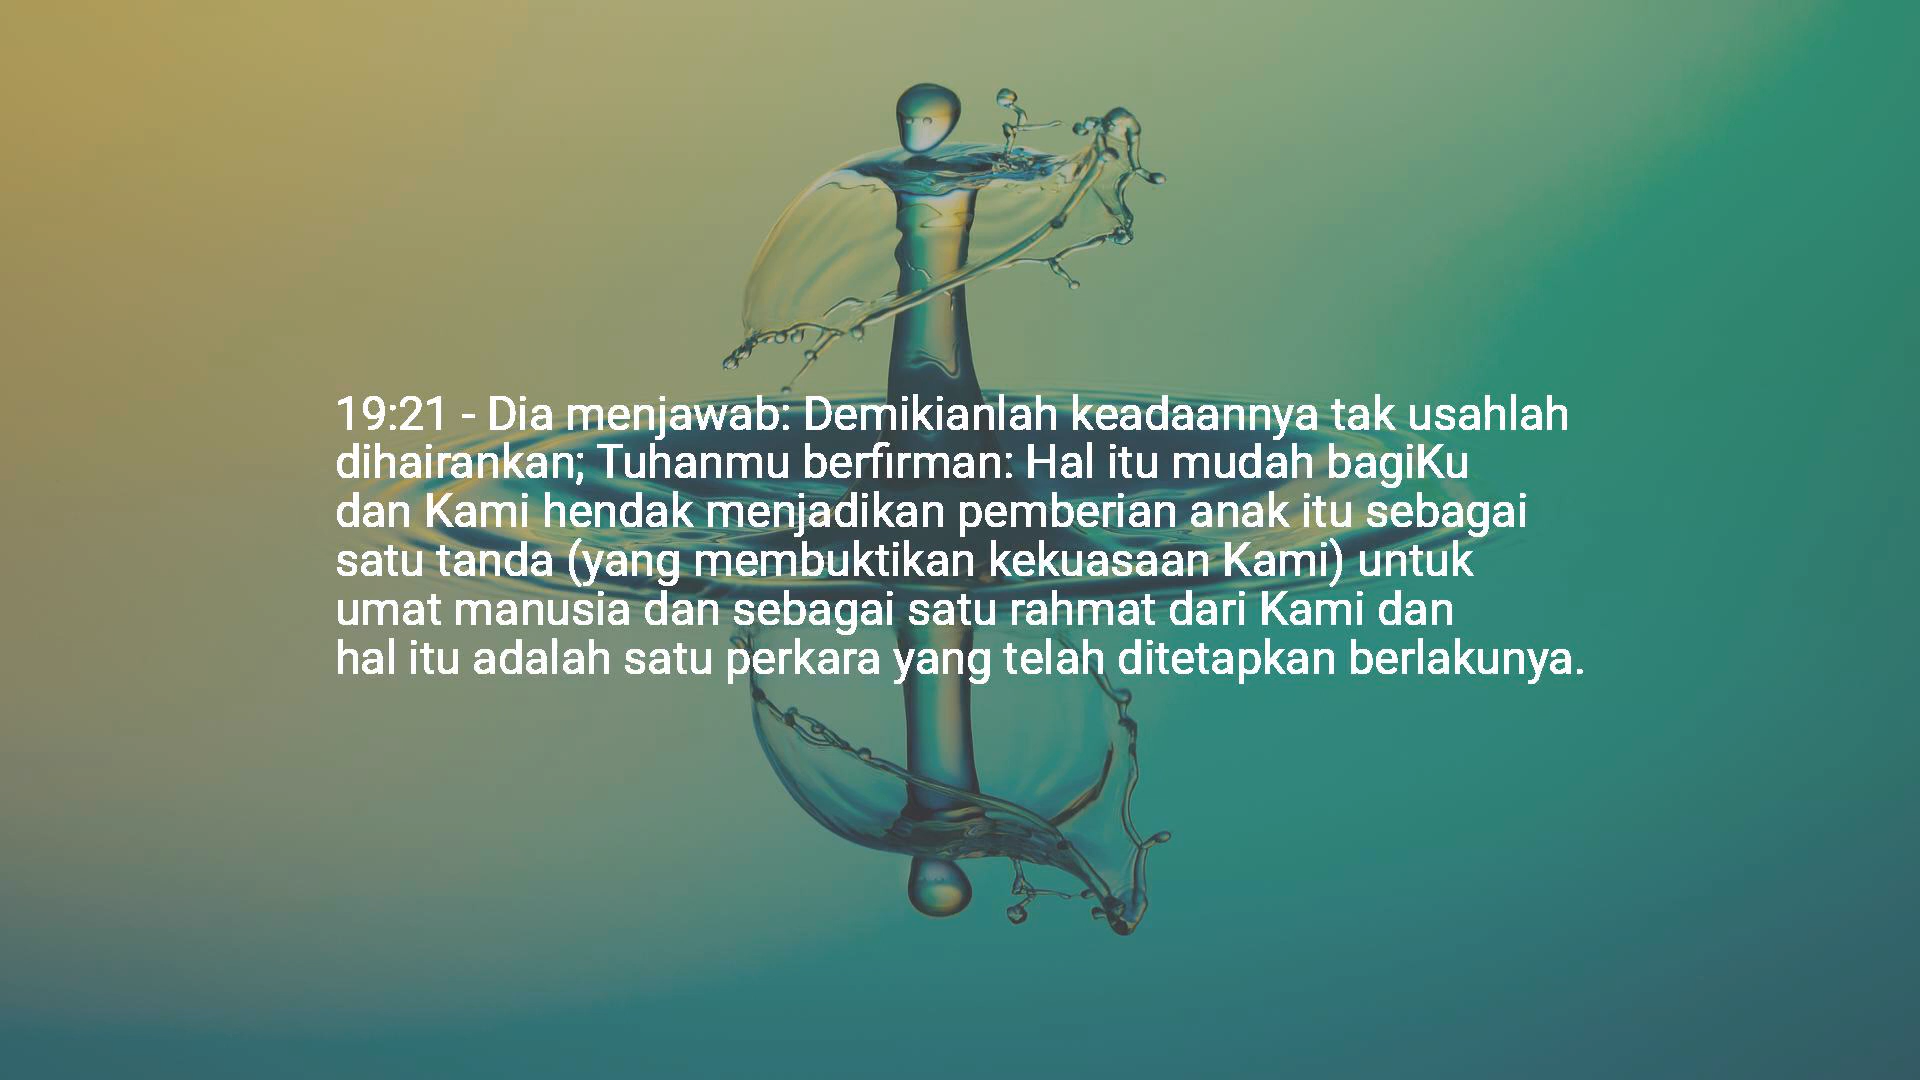 19:21 - Dia menjawab: Demikianlah keadaannya tak usahlah
dihairankan; Tuhanmu berfirman: Hal itu mudah bagiKu
dan Kami hendak menjadikan pemberian anak itu sebagai
satu tanda (yang membuktikan kekuasaan Kami) untuk
umat manusia dan sebagai satu rahmat dari Kami dan
hal itu adalah satu perkara yang telah ditetapkan berlakunya.